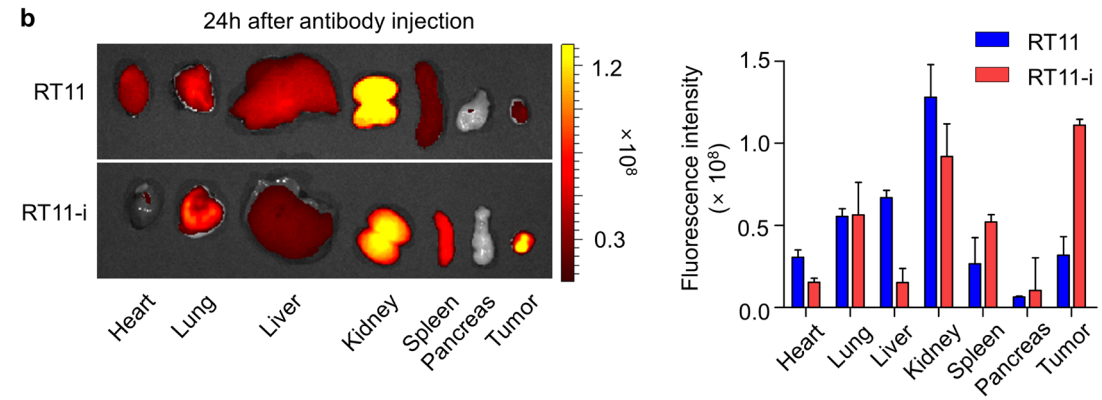 b
24h after antibody injection
RT11
RT11-i
1.2
×10⁸
0.3
Heart
Lung
Liver
Kidney
Spleen
Pancreas
Tumor
RT11
RT11-i
Fluorescence intensity
(× 10⁸)
1.5
1.0
0.5
0.0
Heart
Lung
Liver
Kidney
Spleen
Pancreas
Tumor